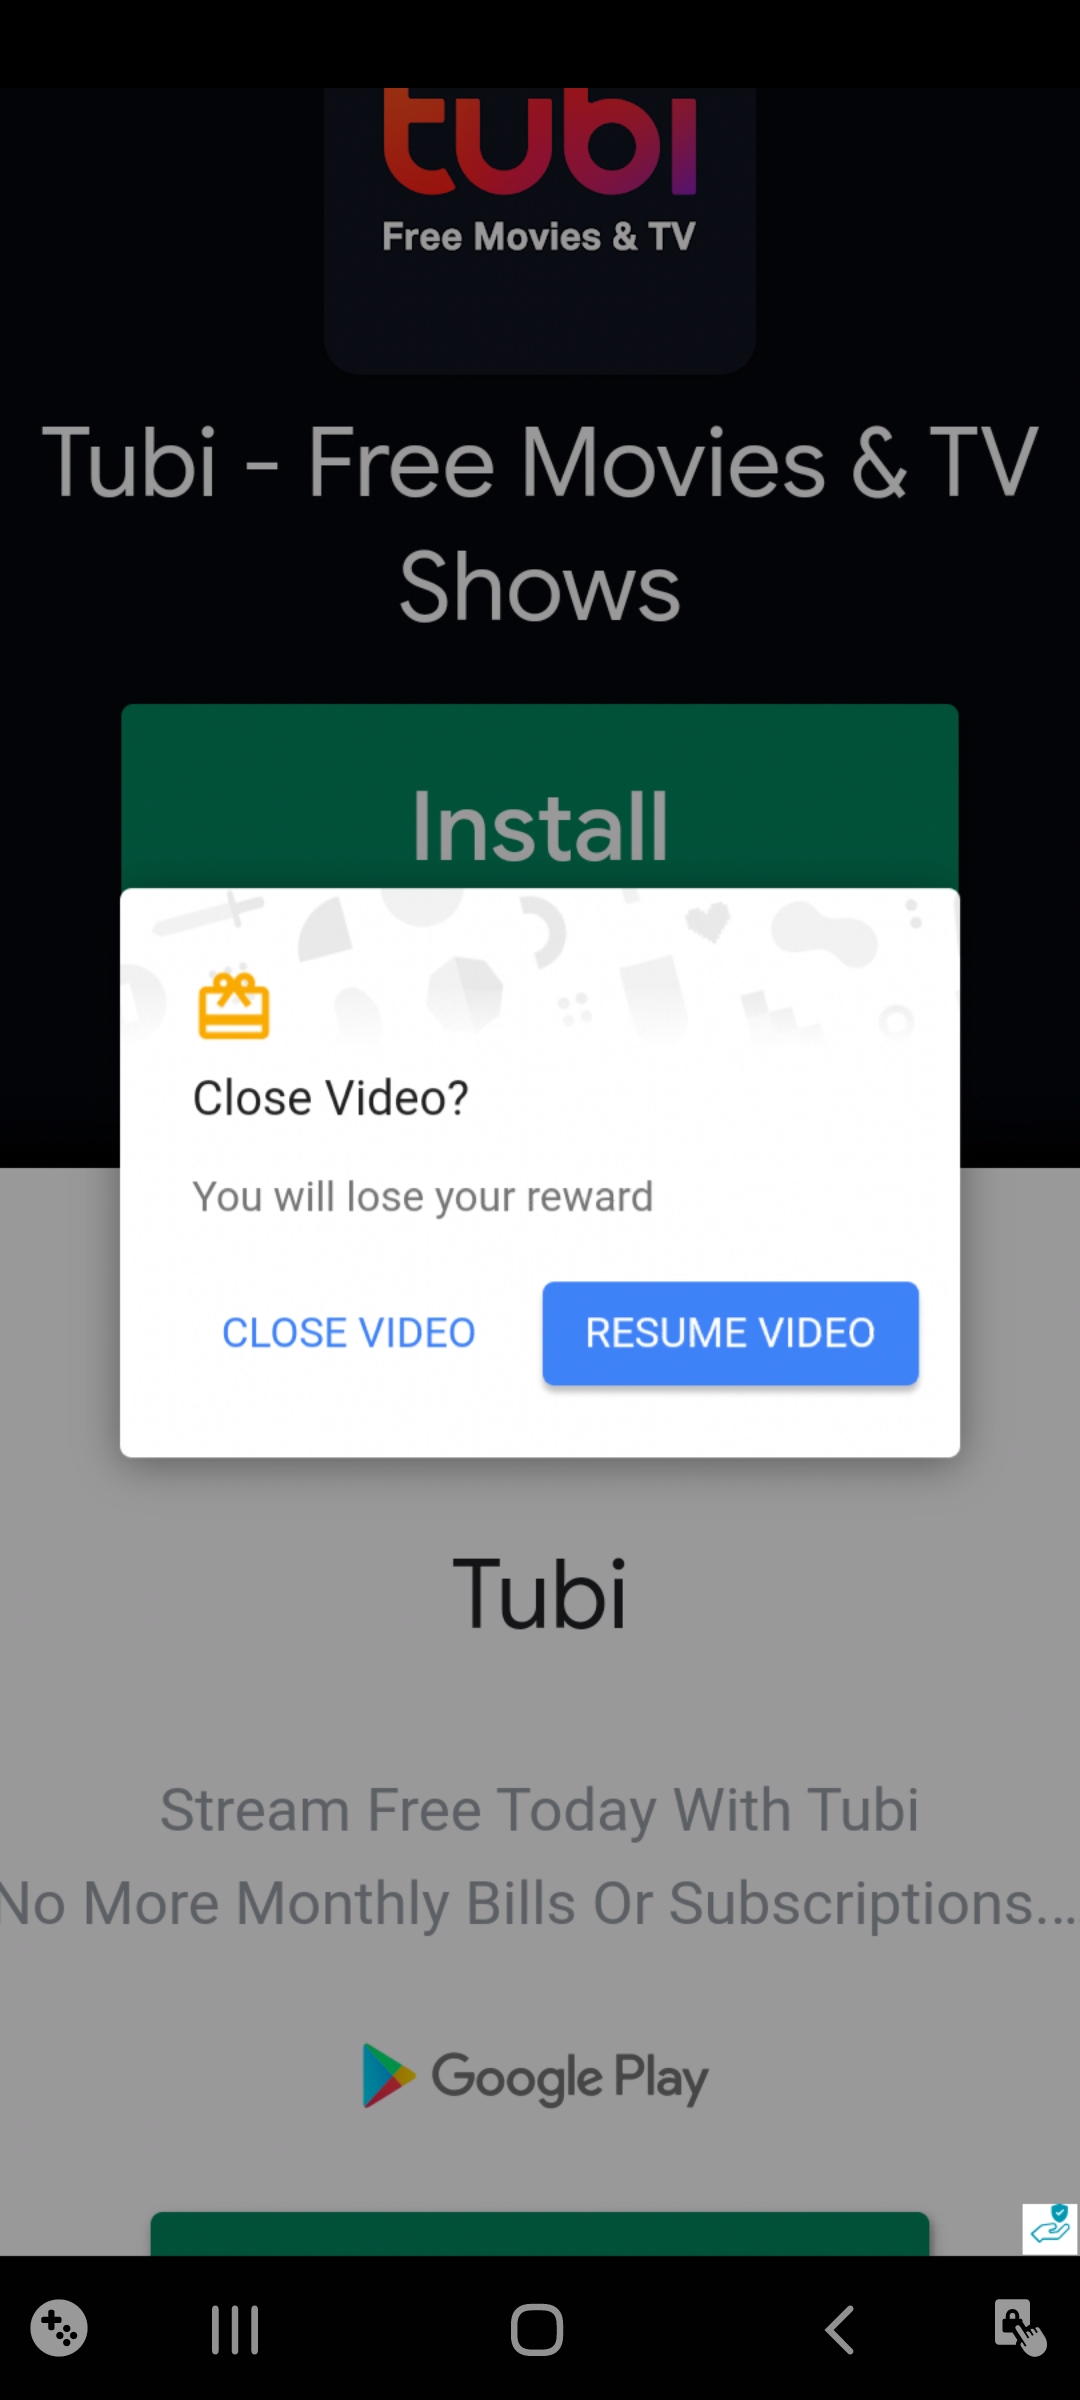 tubi
Free Movies & TV
Tubi - Free Movies & TV
Shows
Install
Close Video?
You will lose your reward
CLOSE VIDEO
RESUME VIDEO
Tubi
Stream Free Today With Tubi
No More Monthly Bills Or Subscriptions...
Google Play